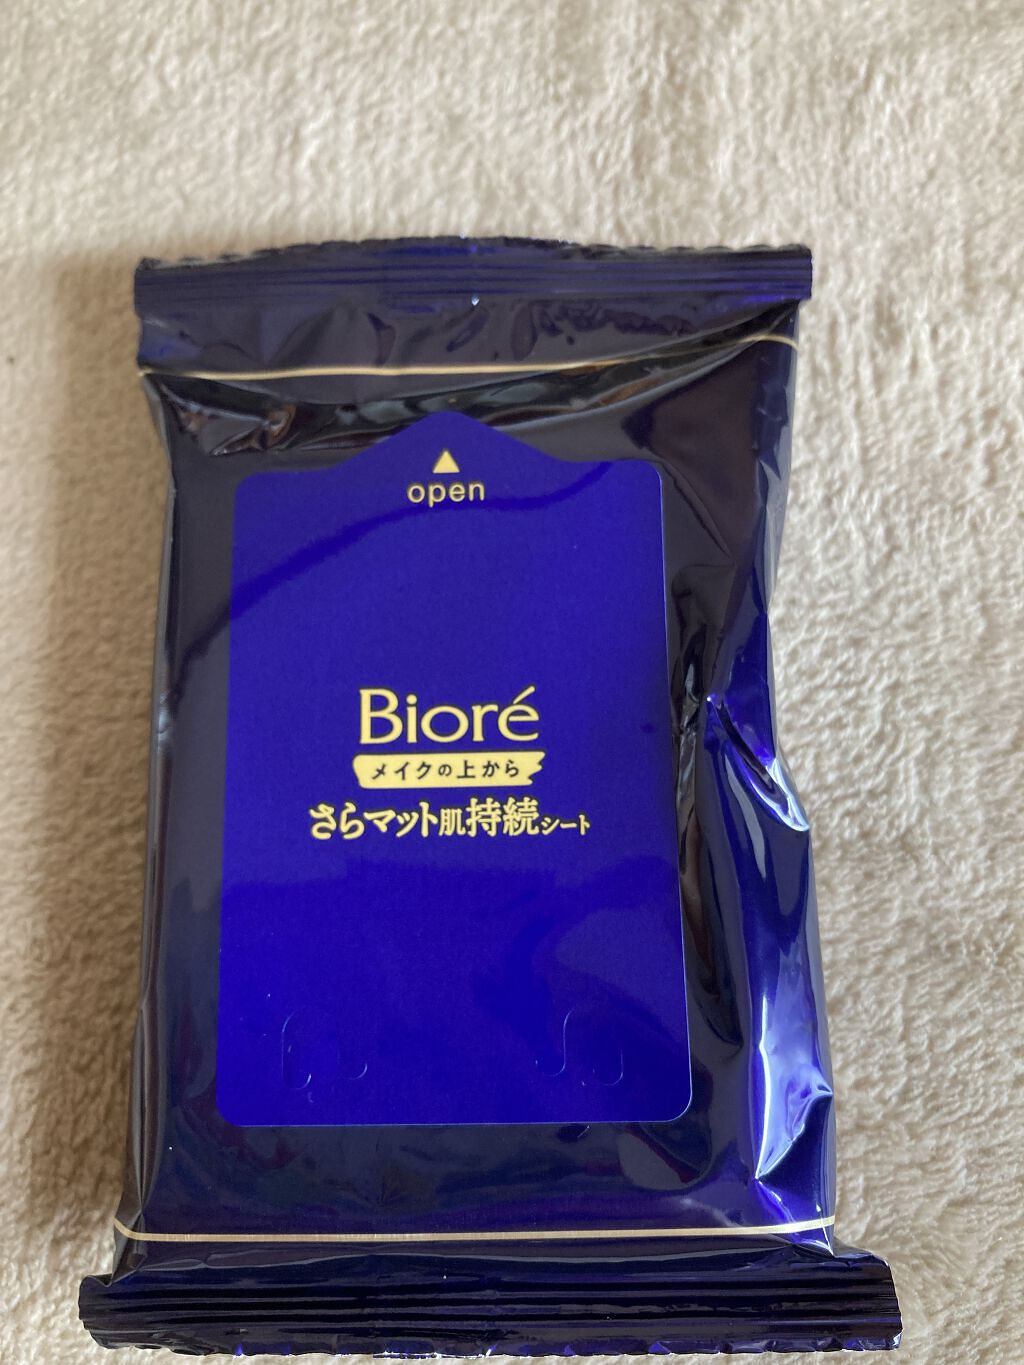 open
Bioré
メイクの上から
さらマット肌持続シート